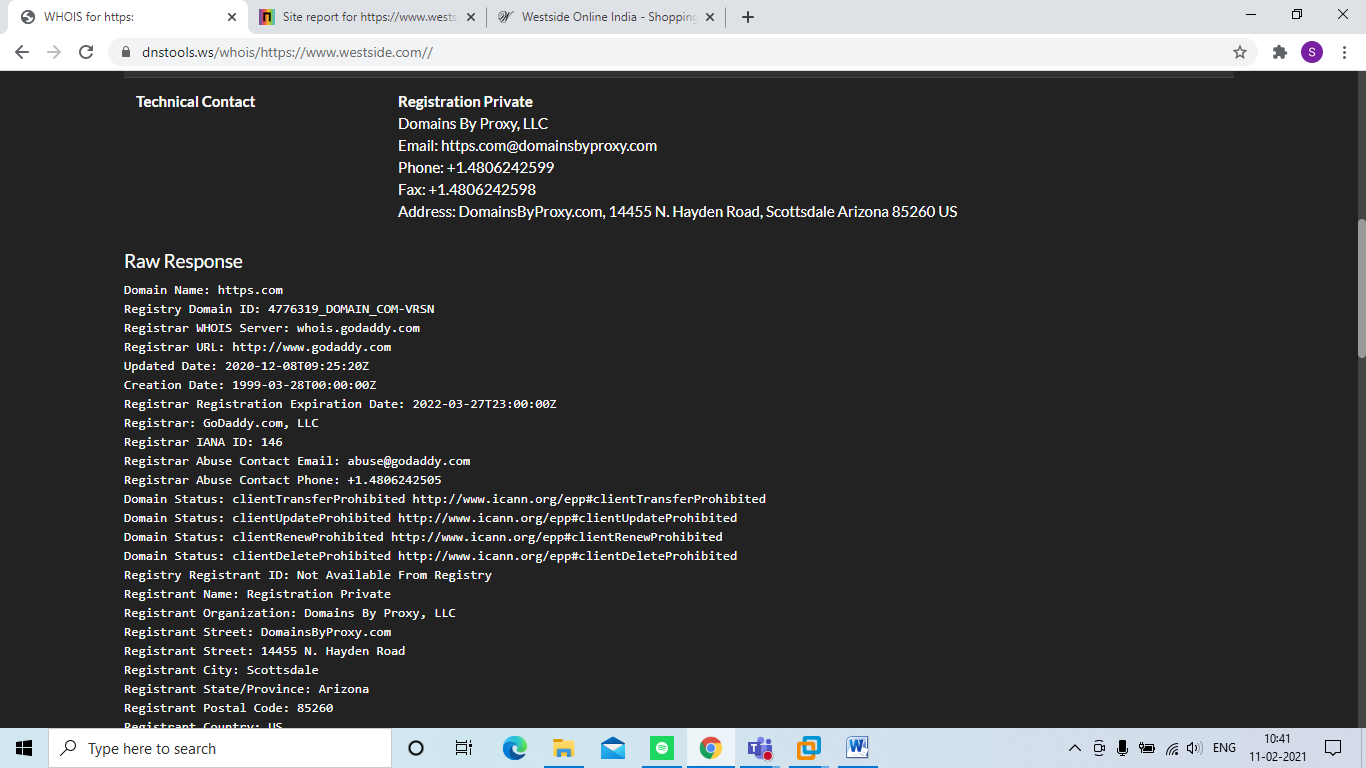 WHOIS for https:
Site report for https://www.wests
Westside Online India - Shopping
dnstools.ws/whois/https://www.westside.com//
S
Technical Contact
Registration Private
Domains By Proxy, LLC
Email: https.com@domainsbyproxy.com
Phone: +1.4806242599
Fax: +1.4806242598
Address: DomainsByProxy.com, 14455 N. Hayden Road, Scottsdale Arizona 85260 US
Raw Response
Domain Name: https.com
Registry Domain ID: 4776319_DOMAIN_COM-VRSN
Registrar WHOIS Server: whois.godaddy.com
Registrar URL: http://www.godaddy.com
Updated Date: 2020-12-08T09:25:20Z
Creation Date: 1999-03-28T00:00:00Z
Registrar Registration Expiration Date: 2022-03-27T23:00:00Z
Registrar: GoDaddy.com, LLC
Registrar IANA ID: 146
Registrar Abuse Contact Email: abuse@godaddy.com
Registrar Abuse Contact Phone: +1.4806242505
Domain Status: clientTransferProhibited http://www.icann.org/epp#clientTransferProhibited
Domain Status: clientUpdateProhibited http://www.icann.org/epp#clientUpdateProhibited
Domain Status: clientRenewProhibited http://www.icann.org/epp#clientRenewProhibited
Domain Status: clientDeleteProhibited http://www.icann.org/epp#clientDeleteProhibited
Registry Registrant ID: Not Available From Registry
Registrant Name: Registration Private
Registrant Organization: Domains By Proxy, LLC
Registrant Street: DomainsByProxy.com
Registrant Street: 14455 N. Hayden Road
Registrant City: Scottsdale
Registrant State/Province: Arizona
Registrant Postal Code: 85260
Registrant Country: US
Type here to search
ENG
10:41
11-02-2021